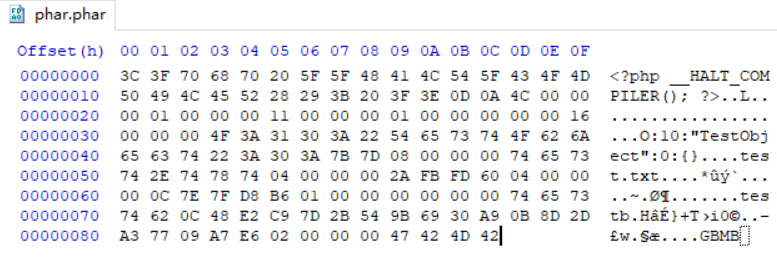 phar.phar
Offset(h) 00 01 02 03 04 05 06 07 08 09 0A 0B 0C 0D 0E 0F
00000000 3C 3F 70 68 70 20 5F 5F 48 41 4C 54 5F 43 4F 4D <?php __HALT_COM
00000010 50 49 4C 45 52 28 29 3B 20 3F 3E 0D 0A 4C 00 00 PILER(); ?>..L..
00000020 00 01 00 00 00 11 00 00 00 01 00 00 00 00 00 16 ................
00000030 00 00 00 4F 3A 31 30 3A 22 54 65 73 74 4F 62 6A ...O:10:"TestObj
00000040 65 63 74 22 3A 30 3A 7B 7D 08 00 00 00 74 65 73 ect":0:{}....tes
00000050 74 2E 74 78 74 04 00 00 00 2A FB FD 60 04 00 00 t.txt....*ûý`...
00000060 00 0C 7E 7F D8 B6 01 00 00 00 00 00 00 74 65 73 ..~.Ø¶.......tes
00000070 74 62 0C 48 E2 C9 7D 2B 54 9B 69 30 A9 0B 8D 2D tb.HâÉ}+T›i0©..-
00000080 A3 77 09 A7 E6 02 00 00 00 47 42 4D 42 £w.§æ....GBMB